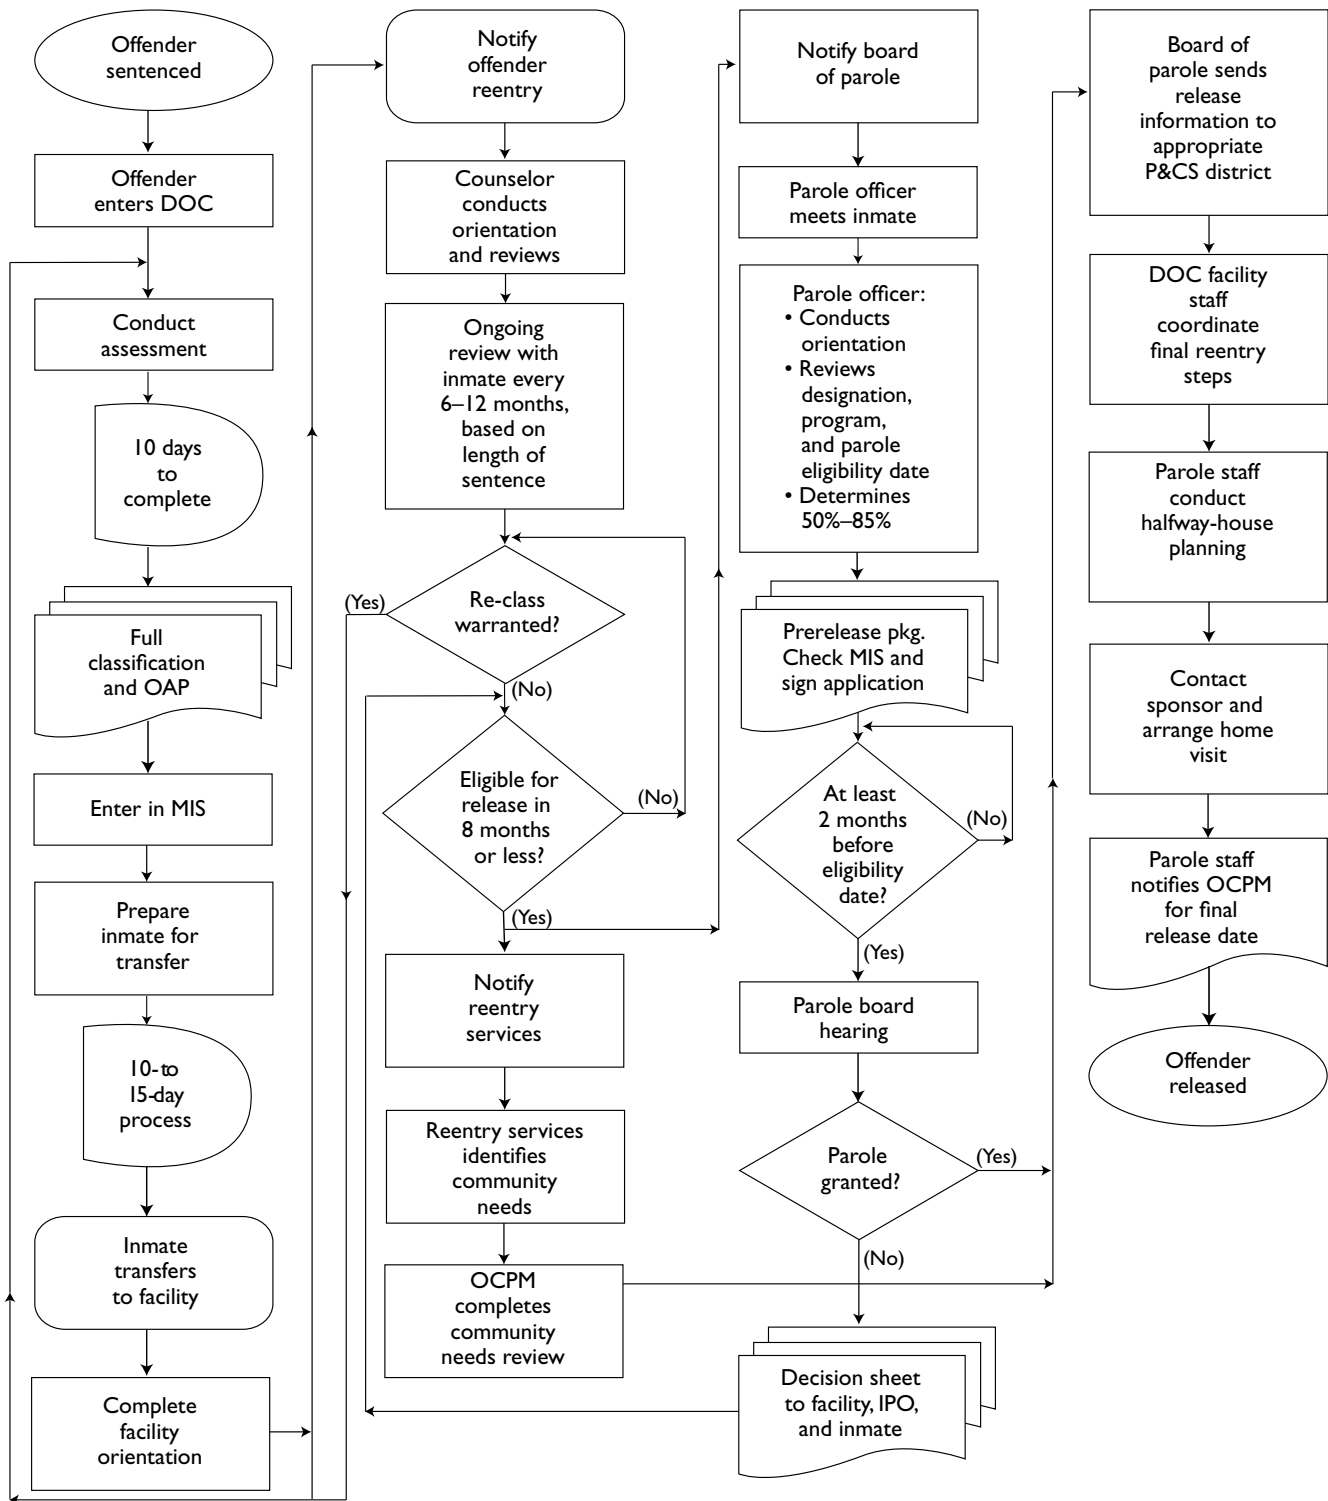 Offender
sentenced
Offender
enters DOC
Conduct
assessment
10 days
to
complete
Full
classification
and OAP
Enter in MIS
Prepare
inmate for
transfer
10- to
15-day
process
Inmate
transfers
to facility
Complete
facility
orientation
Notify
offender
reentry
Counselor
conducts
orientation
and reviews
Ongoing
review with
inmate every
6–12 months,
based on
length of
sentence
(Yes)
Re-class
warranted?
(No)
Eligible for
release in
8 months
or less?
(No)
(Yes)
Notify
reentry
services
Reentry services
identifies
community
needs
OCPM
completes
community
needs review
Notify board
of parole
Parole officer
meets inmate
Parole officer:
• Conducts
orientation
• Reviews
designation,
program,
and parole
eligibility date
• Determines
50%–85%
Prerelease pkg.
Check MIS and
sign application
At least
2 months
before
eligibility
date?
(No)
(Yes)
Parole board
hearing
Parole
granted?
(Yes)
(No)
Decision sheet
to facility, IPO,
and inmate
Board of
parole sends
release
information to
appropriate
P&CS district
DOC facility
staff
coordinate
final reentry
steps
Parole staff
conduct
halfway-house
planning
Contact
sponsor and
arrange home
visit
Parole staff
notifies OCPM
for final
release date
Offender
released